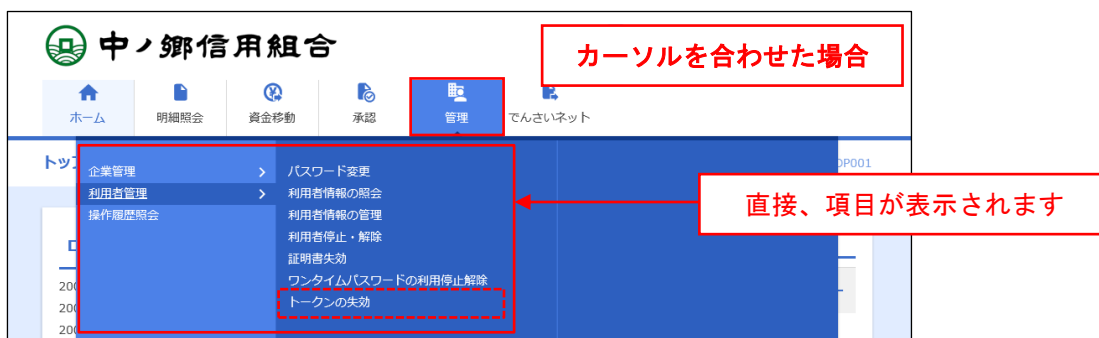 中ノ郷信用組合
カーソルを合わせた場合
ホーム 明細照会 資金移動 承認 管理 でんさいネット
トップ
企業管理
利用者管理
操作履歴照会
パスワード変更
利用者情報の照会
利用者情報の管理
利用者停止・解除
証明書失効
ワンタイムパスワードの利用停止解除
トークンの失効
直接、項目が表示されます
OP001
200
200
200